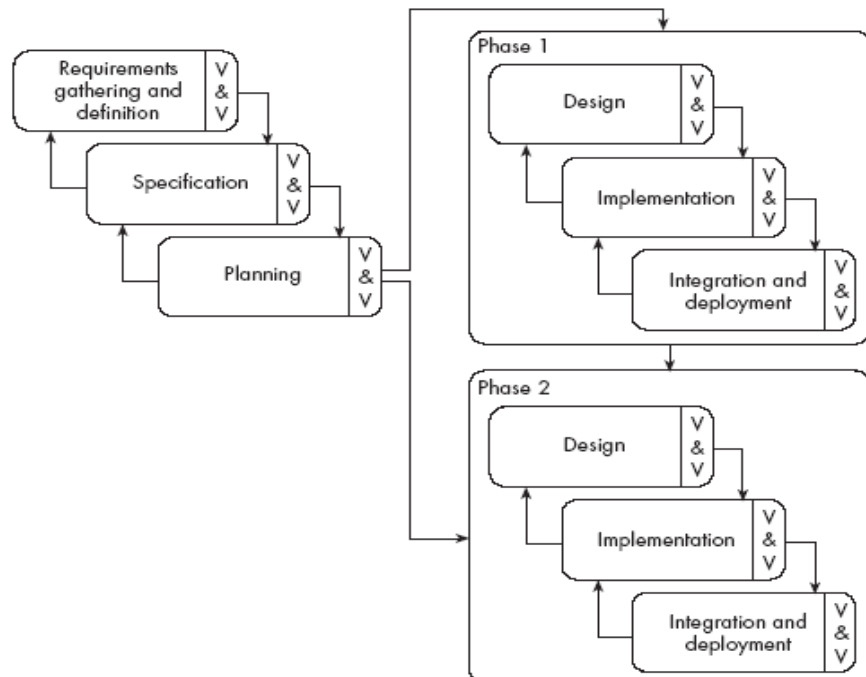 Requirements
gathering and
definition
V
&
V
Specification
V
&
V
Planning
V
&
V
Phase 1
Design
V
&
V
Implementation
V
&
V
Integration and
deployment
V
&
V
Phase 2
Design
V
&
V
Implementation
V
&
V
Integration and
deployment
V
&
V